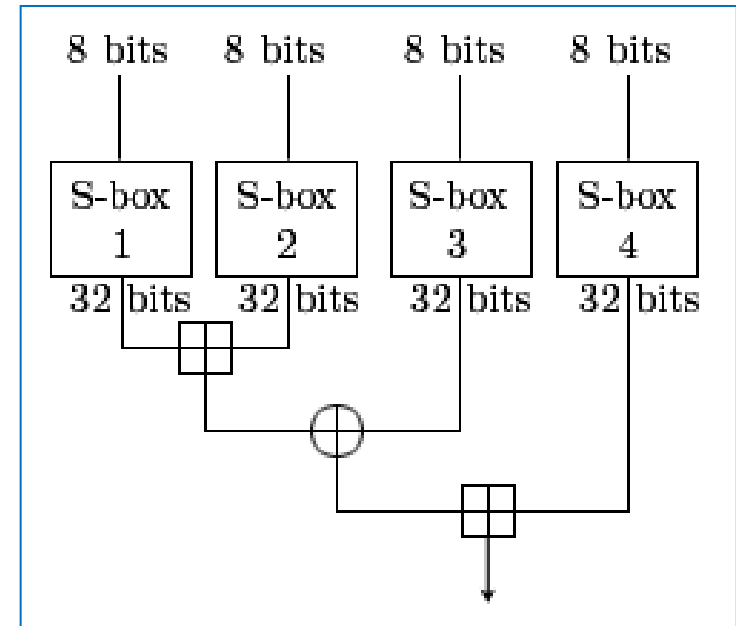 8 bits 8 bits 8 bits 8 bits
S-box S-box S-box S-box
1 2 3 4
32 bits 32 bits 32 bits 32 bits